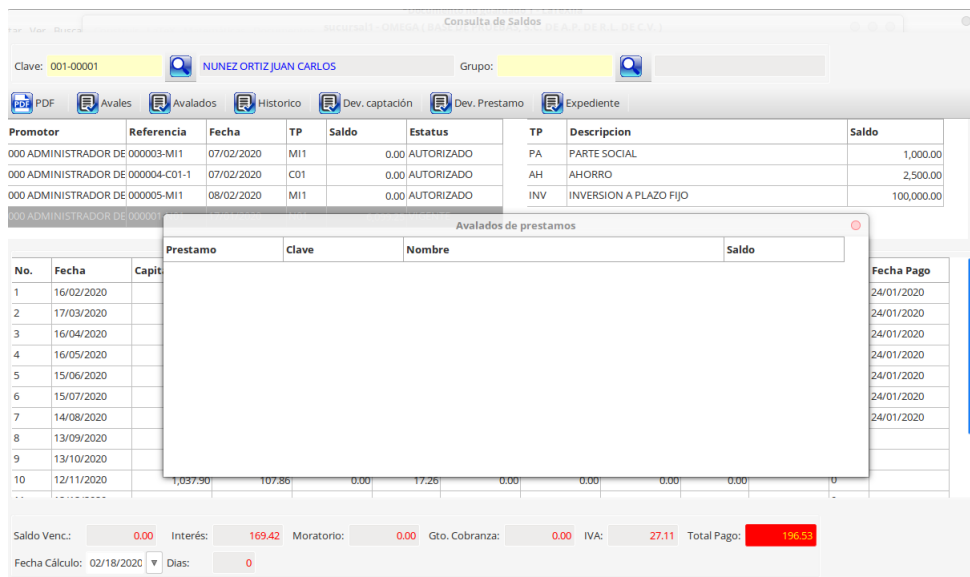 Consulta de Saldos
Clave: 001-00001 NUNEZ ORTIZ JUAN CARLOS Grupo:
PDF PDF Avales Avalados Historico Dev. captación Dev. Prestamo Expediente
Promotor Referencia Fecha TP Saldo Estatus TP Descripcion Saldo
000 ADMINISTRADOR DE 000003-MI1 07/02/2020 MI1 0.00 AUTORIZADO PA PARTE SOCIAL 1,000.00
000 ADMINISTRADOR DE 000004-C01-1 07/02/2020 C01 0.00 AUTORIZADO AH AHORRO 2,500.00
000 ADMINISTRADOR DE 000005-MI1 08/02/2020 MI1 0.00 AUTORIZADO INV INVERSION A PLAZO FIJO 100,000.00
000 ADMINISTRADOR DE 000001
Avalados de prestamos
Prestamo Clave Nombre Saldo
No. Fecha Capit Fecha Pago
1 16/02/2020 24/01/2020
2 17/03/2020 24/01/2020
3 16/04/2020 24/01/2020
4 16/05/2020 24/01/2020
5 15/06/2020 24/01/2020
6 15/07/2020 24/01/2020
7 14/08/2020 24/01/2020
8 13/09/2020
9 13/10/2020
10 12/11/2020 1,037.90 107.86 0.00 17.26 0.00 0.00 0.00 0.00 0
Saldo Venc.: 0.00 Interés: 169.42 Moratorio: 0.00 Gto. Cobranza: 0.00 IVA: 27.11 Total Pago: 196.53
Fecha Cálculo: 02/18/2020 Dias: 0